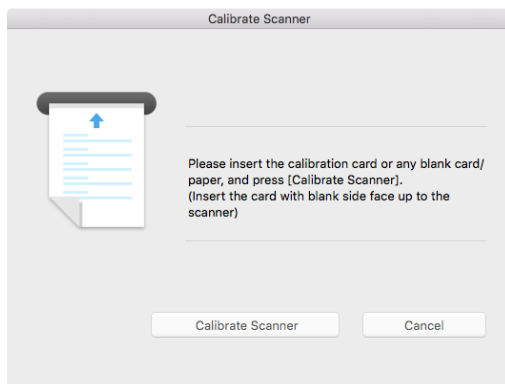 Calibrate Scanner
Please insert the calibration card or any blank card/
paper, and press [Calibrate Scanner].
(Insert the card with blank side face up to the
scanner)
Calibrate Scanner
Cancel